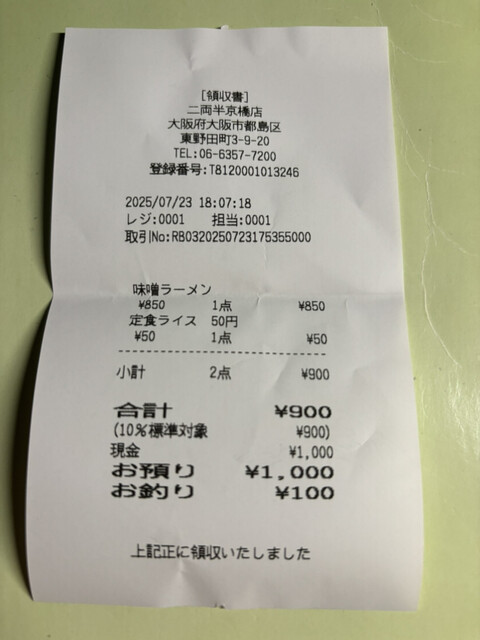 [領収書]
二両半京橋店
大阪府大阪市都島区
東野田町3-9-20
TEL:06-6357-7200
登録番号:T8120001013246
2025/07/23 18:07:18
レジ:0001 担当:0001
取引No:RB0320250723175355000
味噌ラーメン
¥850 1点 ¥850
定食ライス 50円
¥50 1点 ¥50
小計 2点 ¥900
合計 ¥900
(10%標準対象 ¥900)
現金 ¥1,000
お預り ¥1,000
お釣り ¥100
上記正に領収いたしました